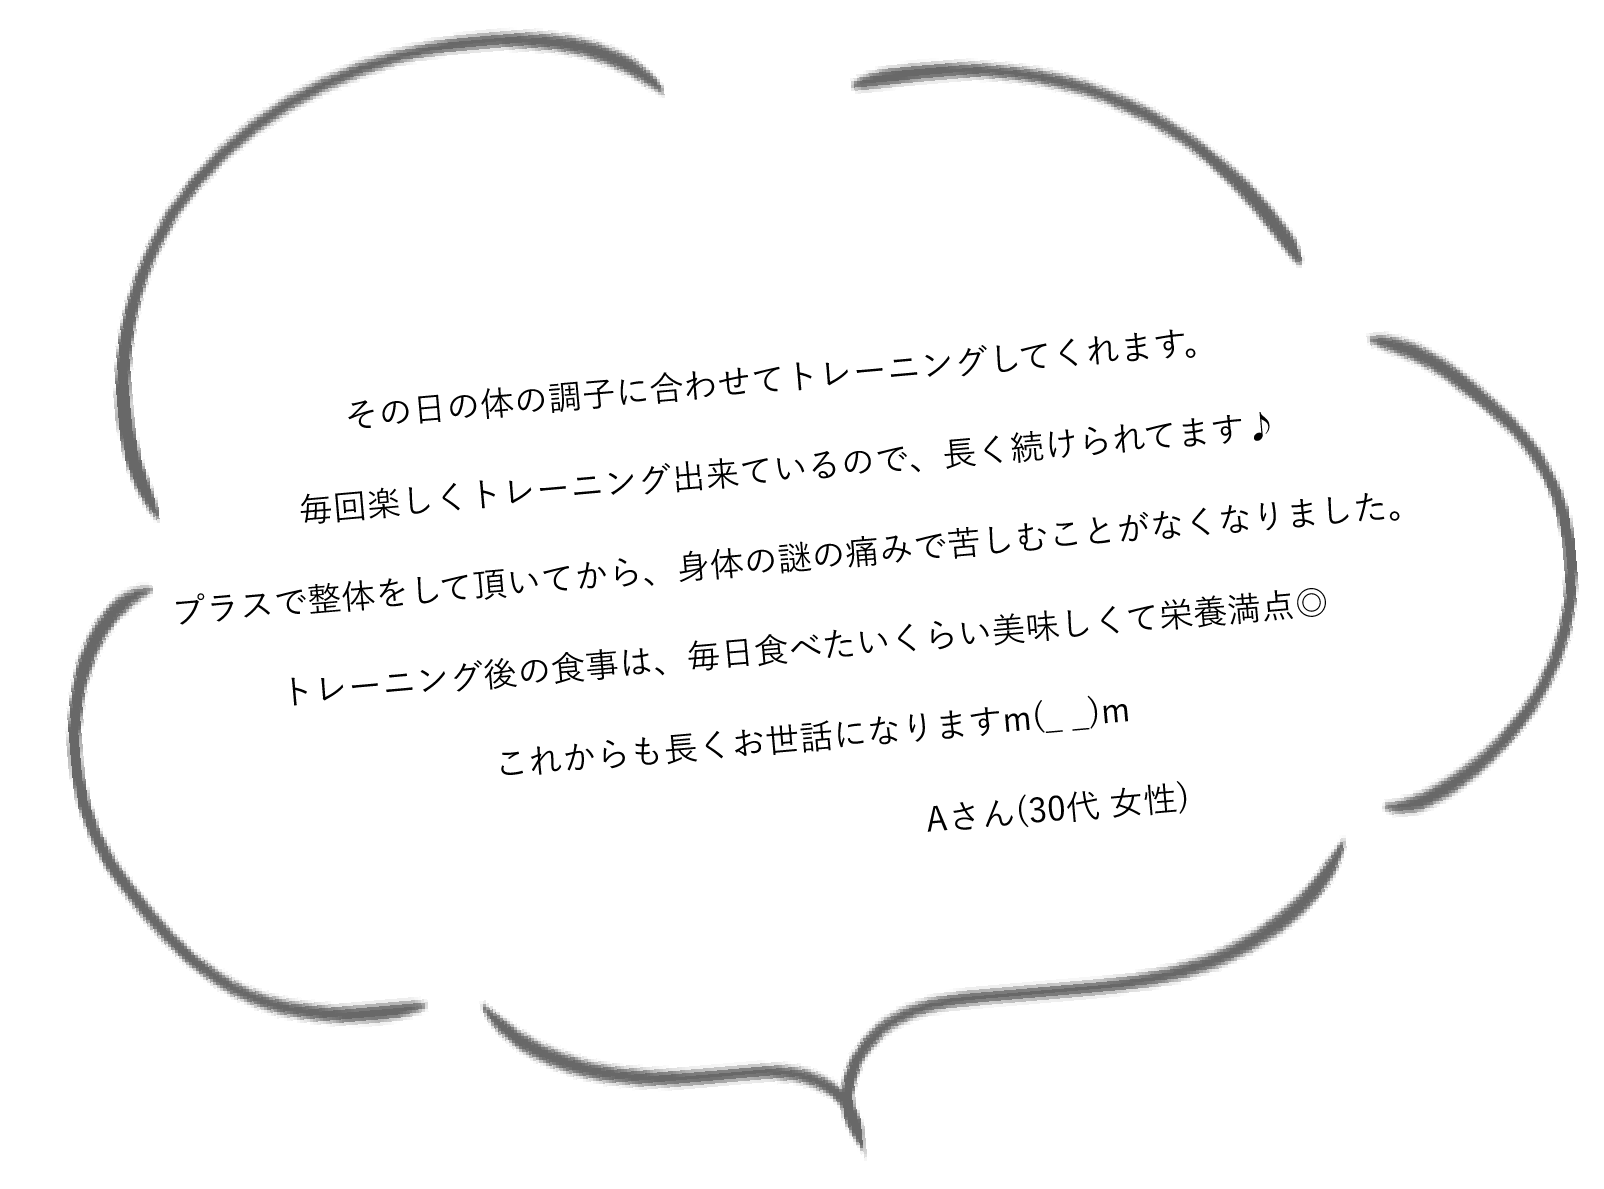 その日の体の調子に合わせてトレーニングしてくれます。
毎回楽しくトレーニング出来ているので、長く続けられてます♪
プラスで整体をして頂いてから、身体の謎の痛みで苦しむことがなくなりました。
トレーニング後の食事は、毎日食べたいくらい美味しくて栄養満点◎
これからも長くお世話になりますm(_ _)m
Aさん(30代 女性)